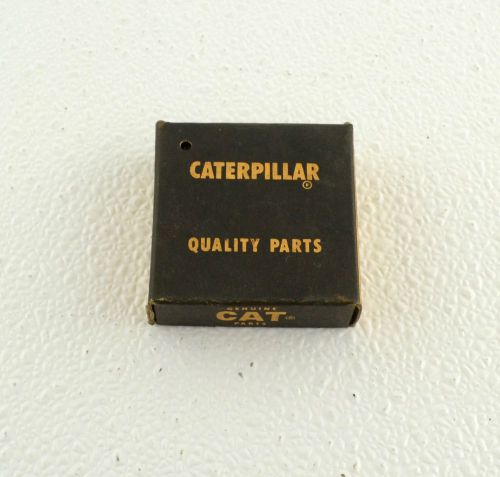 CATERPILLAR ®
QUALITY PARTS
GENUINE
CAT ®
PARTS